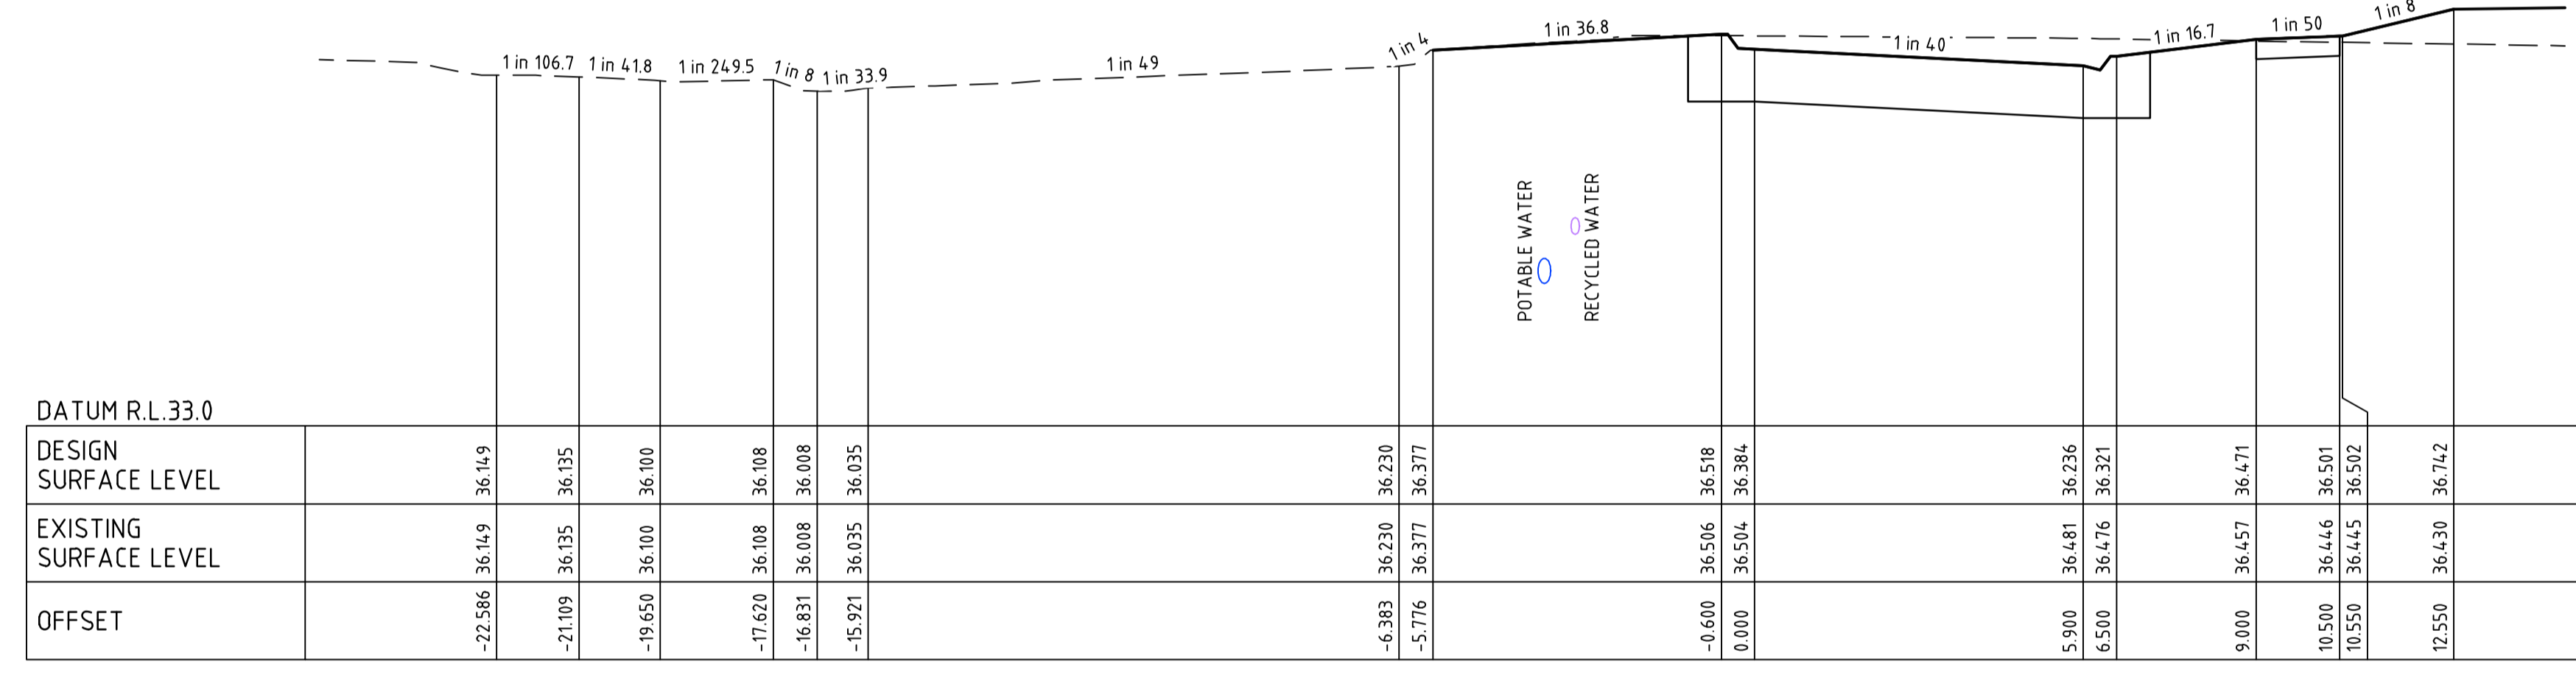 1 in 106.7
1 in 41.8
1 in 249.5
1 in 8
1 in 33.9
1 in 49
1 in 4
1 in 36.8
1 in 40
1 in 16.7
1 in 50
1 in 8
POTABLE WATER
RECYCLED WATER
DATUM R.L.33.0
DESIGN
SURFACE LEVEL
36.149
36.135
36.100
36.108
36.008
36.035
36.230
36.377
36.518
36.384
36.236
36.321
36.471
36.501
36.502
36.742
EXISTING
SURFACE LEVEL
36.149
36.135
36.100
36.108
36.008
36.035
36.230
36.377
36.506
36.504
36.481
36.476
36.457
36.446
36.445
36.430
OFFSET
-22.586
-21.109
-19.650
-17.620
-16.831
-15.921
-6.383
-5.776
-0.600
0.000
5.900
6.500
9.000
10.500
10.550
12.550